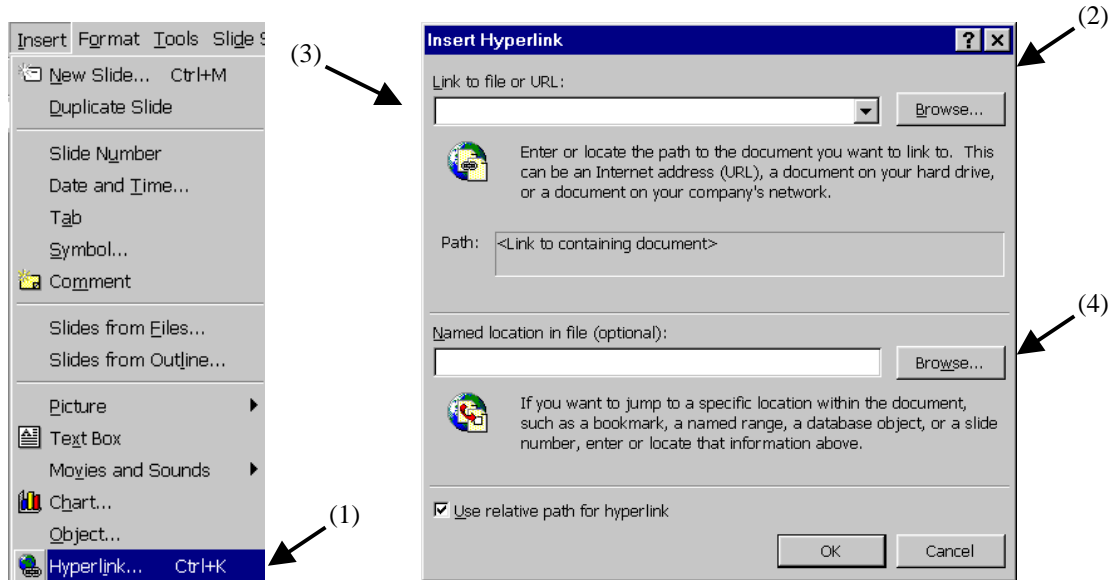 Insert Format Tools Slide S
New Slide... Ctrl+M
Duplicate Slide
Slide Number
Date and Time...
Tab
Symbol...
Comment
Slides from Files...
Slides from Outline...
Picture
Text Box
Movies and Sounds
Chart...
Object...
Hyperlink... Ctrl+K
(1)
(3)
(2)
Insert Hyperlink
Link to file or URL:
Browse...
Enter or locate the path to the document you want to link to. This
can be an Internet address (URL), a document on your hard drive,
or a document on your company's network.
Path: <Link to containing document>
(4)
Named location in file (optional):
Browse...
If you want to jump to a specific location within the document,
such as a bookmark, a named range, a database object, or a slide
number, enter or locate that information above.
Use relative path for hyperlink
OK Cancel